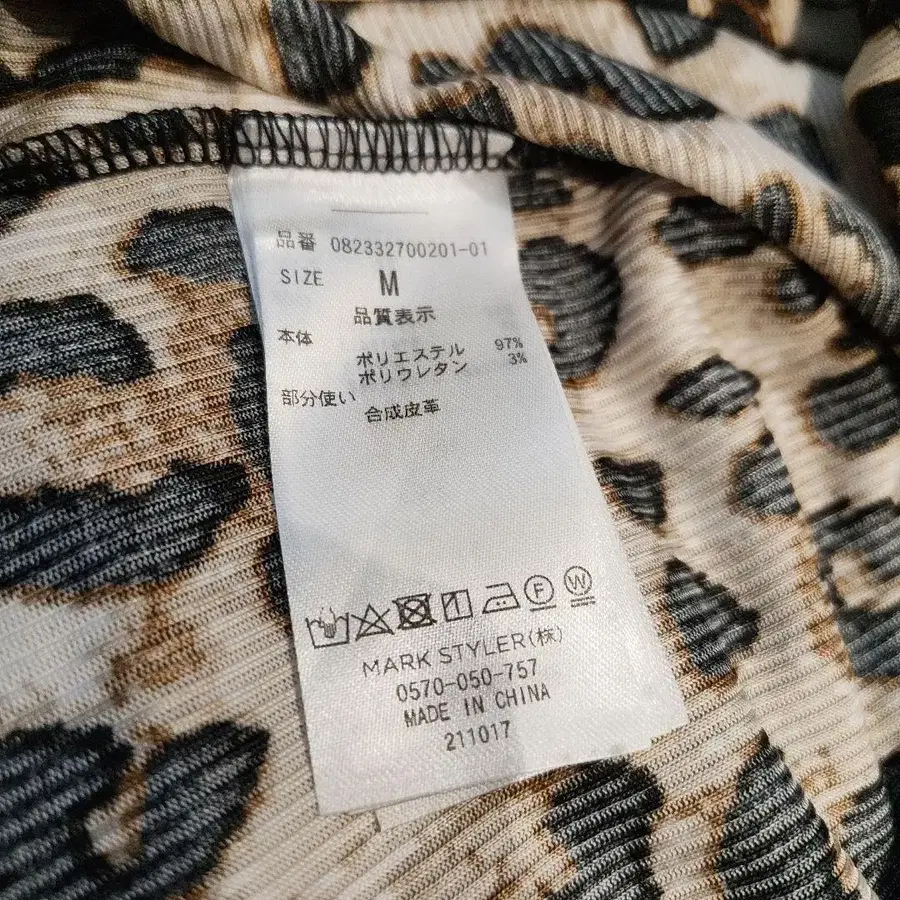 品番 082332700201-01
SIZE M
品質表示
本体
ポリエステル 97%
ポリウレタン 3%
部分使い
合成皮革
F W
MARK STYLER(株)
0570-050-757
MADE IN CHINA
211017